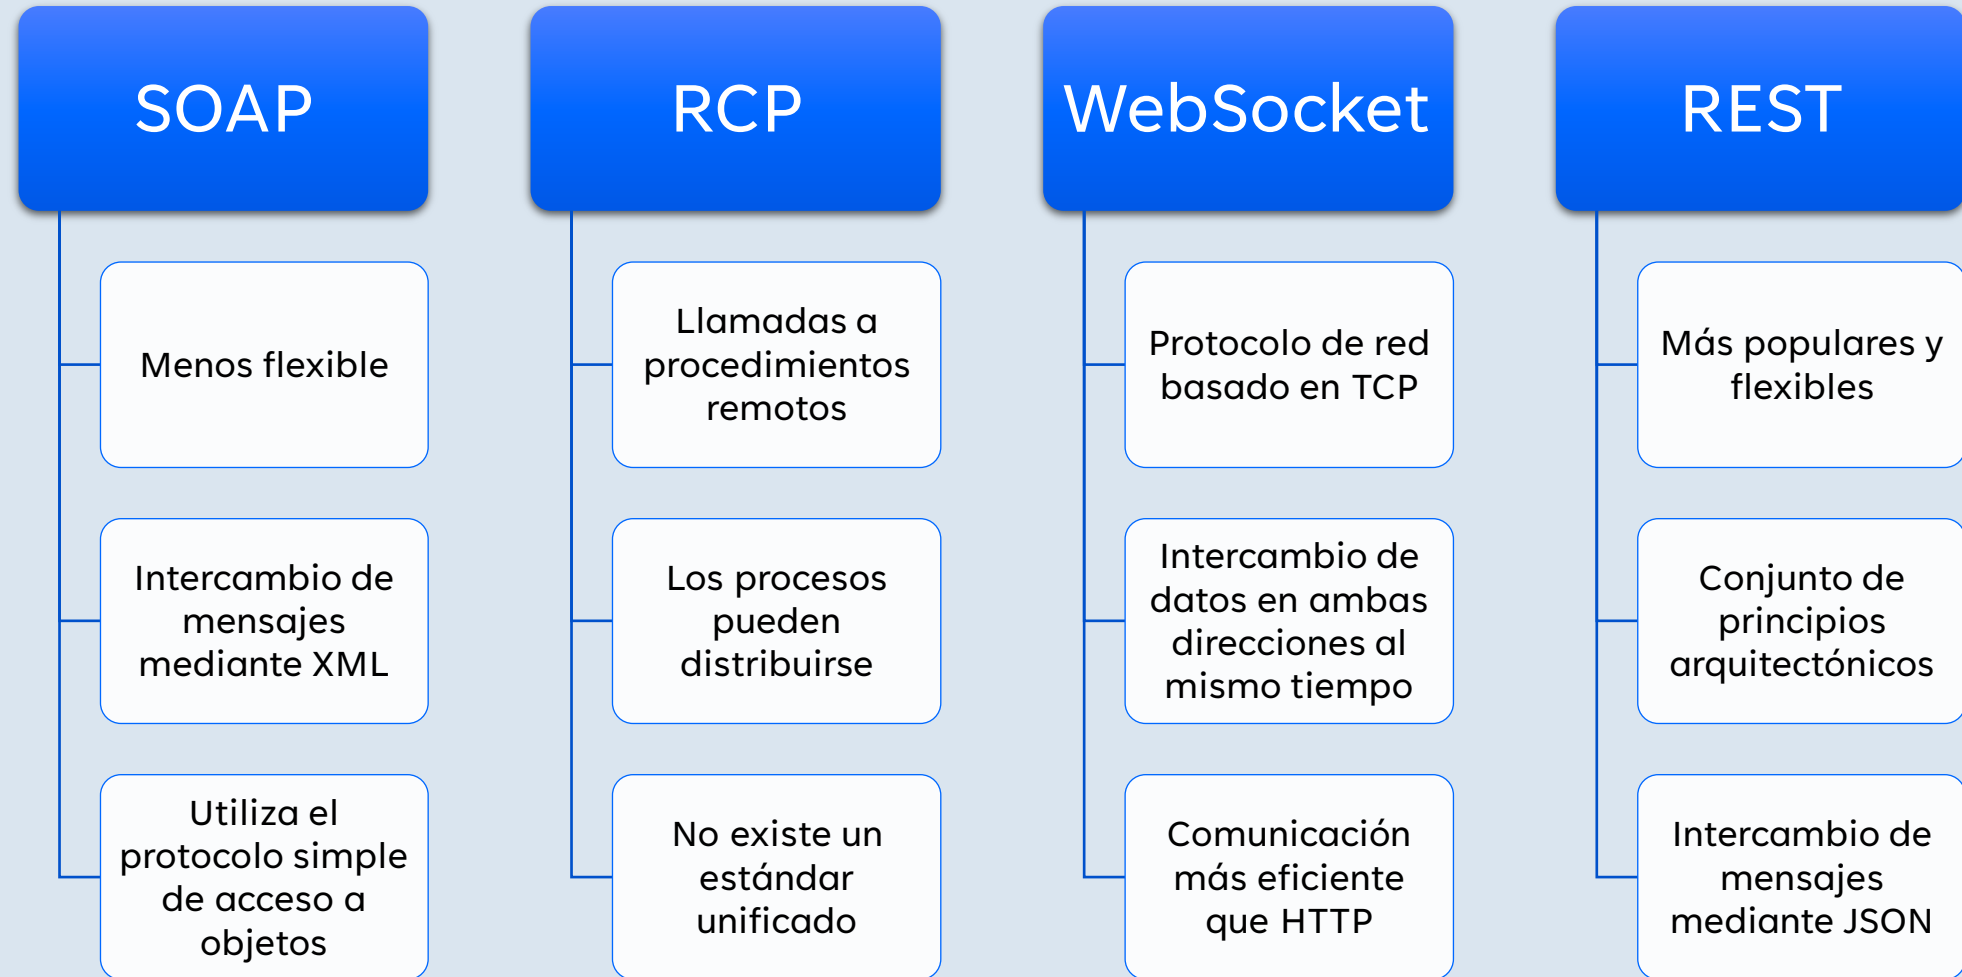 SOAP
Menos flexible
Intercambio de
mensajes
mediante XML
Utiliza el
protocolo simple
de acceso a
objetos
RCP
Llamadas a
procedimientos
remotos
Los procesos
pueden
distribuirse
No existe un
estándar
unificado
WebSocket
Protocolo de red
basado en TCP
Intercambio de
datos en ambas
direcciones al
mismo tiempo
Comunicación
más eficiente
que HTTP
REST
Más populares y
flexibles
Conjunto de
principios
arquitectónicos
Intercambio de
mensajes
mediante JSON